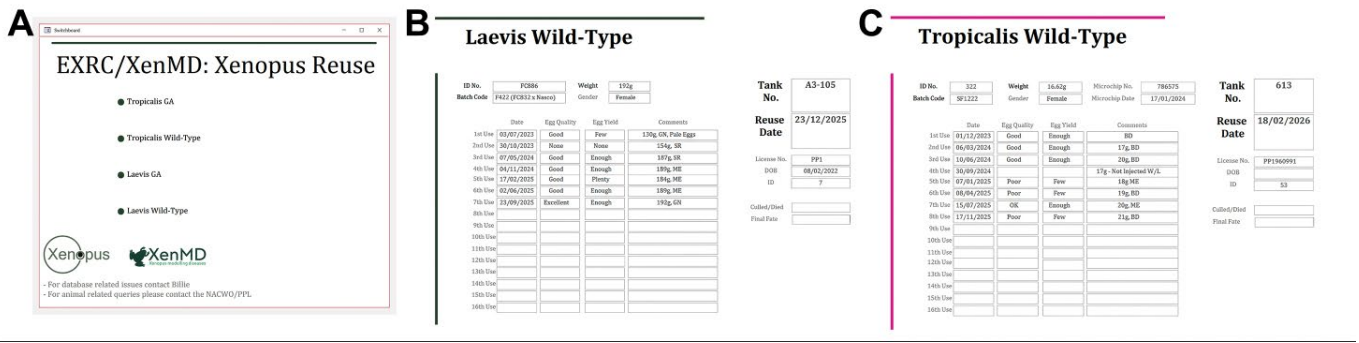 A
Switchboard
EXRC/XenMD: Xenopus Reuse
Tropicalis GA
Tropicalis Wild-Type
Laevis GA
Laevis Wild-Type
Xenopus
XenMD
Xenopus modelling diseases
- For database related issues contact Billie
- For animal related queries please contact the NACWO/PPL
B
Laevis Wild-Type
ID No. FC886 Weight 192g
Batch Code F422 (FC832 x Nasco) Gender Female
Tank No. A3-105
Reuse Date 23/12/2025
Date Egg Quality Egg Yield Comments
1st Use 03/07/2023 Good Few 130g, GN, Pale Eggs
2nd Use 30/10/2023 None None 154g, SR
3rd Use 07/05/2024 Good Enough 187g, SR
4th Use 04/11/2024 Good Enough 189g, ME
5th Use 17/02/2025 Good Plenty 184g, ME
6th Use 02/06/2025 Good Enough 189g, ME
7th Use 23/09/2025 Excellent Enough 192g, GN
8th Use
9th Use
10th Use
11th Use
12th Use
13th Use
14th Use
15th Use
16th Use
License No. PP1
DOB 08/02/2022
ID 7
Culled/Died
Final Fate
C
Tropicalis Wild-Type
ID No. 322 Weight 16.62g Microchip No. 786575
Batch Code SF1222 Gender Female Microchip Date 17/01/2024
Tank No. 613
Reuse Date 18/02/2026
Date Egg Quality Egg Yield Comments
1st Use 01/12/2023 Good Enough BD
2nd Use 06/03/2024 Good Enough 17g, BD
3rd Use 10/06/2024 Good Enough 20g, BD
4th Use 30/09/2024 17g - Not Injected W/L
5th Use 07/01/2025 Poor Few 18g ME
6th Use 08/04/2025 Poor Few 19g, BD
7th Use 15/07/2025 OK Enough 20g, ME
8th Use 17/11/2025 Poor Few 21g, BD
9th Use
10th Use
11th Use
12th Use
13th Use
14th Use
15th Use
16th Use
License No. PP1960991
DOB
ID 53
Culled/Died
Final Fate